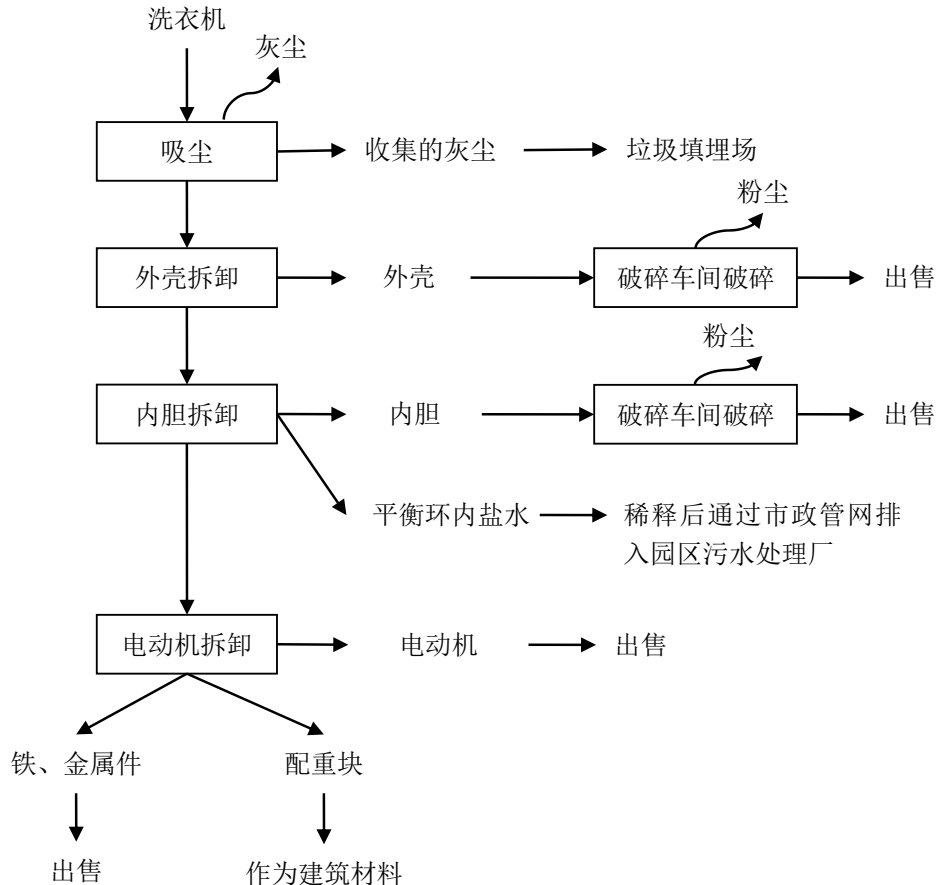 洗衣机
灰尘
吸尘
收集的灰尘
垃圾填埋场
粉尘
外壳拆卸
外壳
破碎车间破碎
出售
粉尘
内胆拆卸
内胆
破碎车间破碎
出售
平衡环内盐水
稀释后通过市政管网排
入园区污水处理厂
电动机拆卸
电动机
出售
铁、金属件
配重块
出售
作为建筑材料